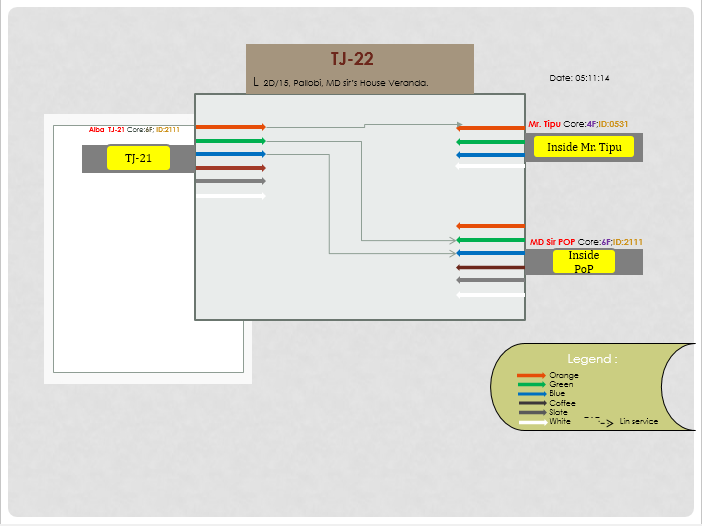 TJ-22
L 2D/15, Pallobi, MD sir's House Veranda.
Date: 05:11:14
Alba TJ-21 Core:6F; ID:2111
TJ-21
Mr. Tipu Core:4F;ID:0531
Inside Mr. Tipu
MD Sir POP Core:6F;ID:2111
Inside
PoP
Legend :
Orange
Green
Blue
Coffee
Slate
White
Lin service